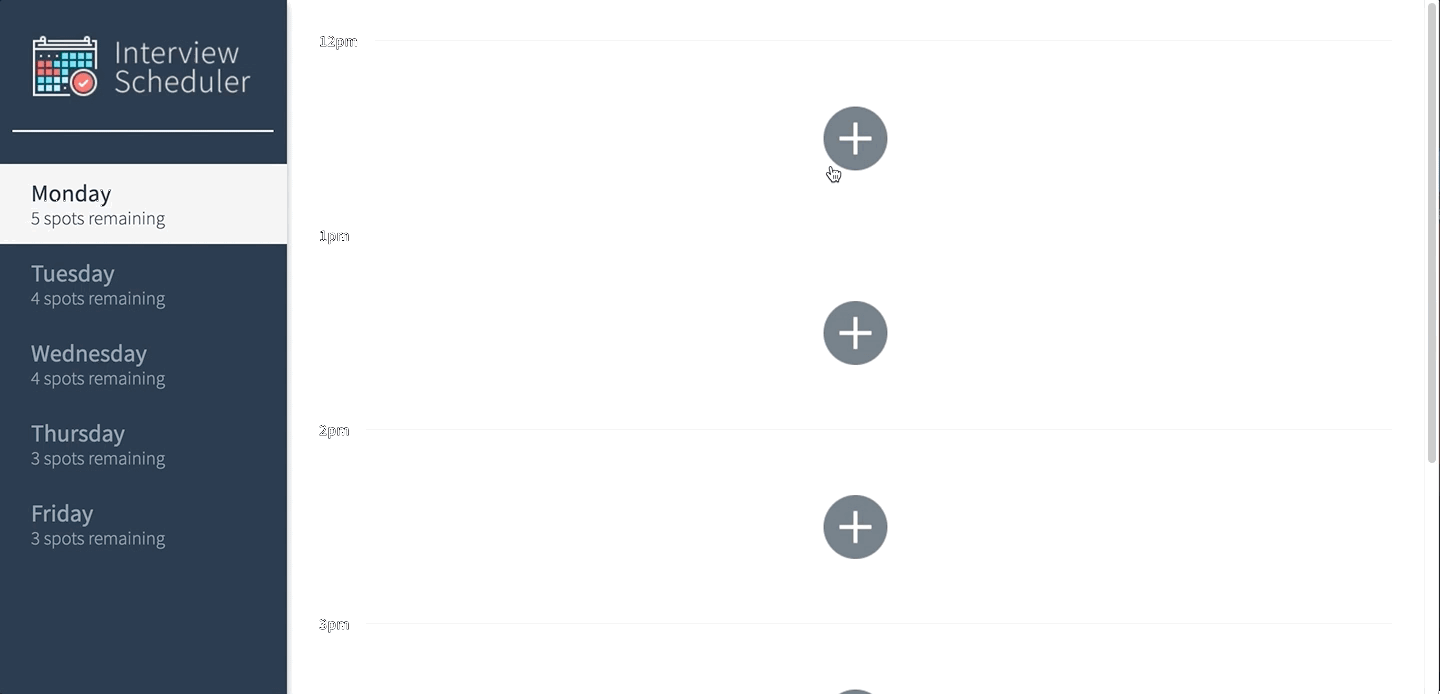 Interview
Scheduler
Monday
5 spots remaining
Tuesday
4 spots remaining
Wednesday
4 spots remaining
Thursday
3 spots remaining
Friday
3 spots remaining
12pm
1pm
2pm
3pm